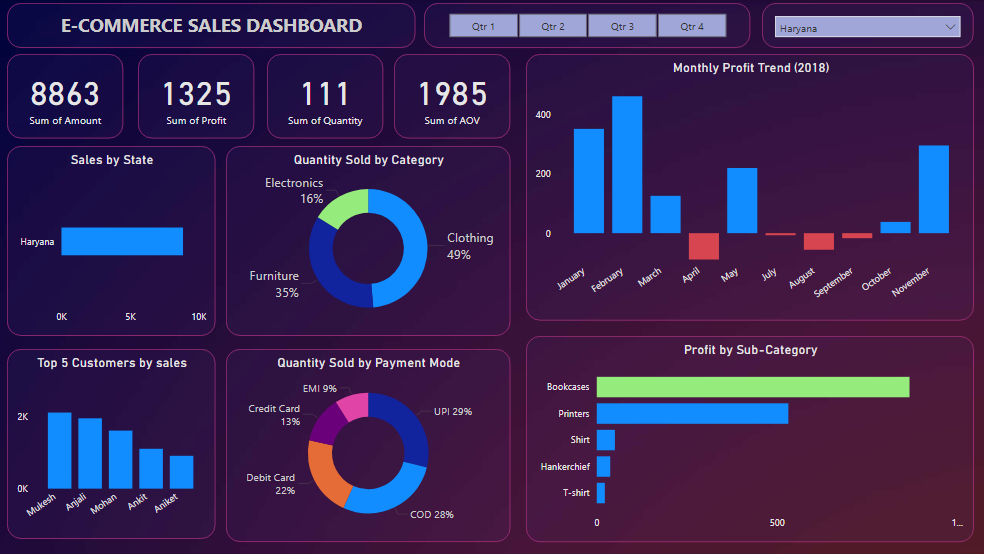 E-COMMERCE SALES DASHBOARD
Qtr 1
Qtr 2
Qtr 3
Qtr 4
Haryana
8863
Sum of Amount
1325
Sum of Profit
111
Sum of Quantity
1985
Sum of AOV
Monthly Profit Trend (2018)
400
200
0
January
February
March
April
May
July
August
September
October
November
Sales by State
Haryana
0K
5K
10K
Quantity Sold by Category
Electronics
16%
Clothing
49%
Furniture
35%
Top 5 Customers by sales
2K
0K
Mukesh
Anjali
Mohan
Ankit
Aniket
Quantity Sold by Payment Mode
EMI 9%
Credit Card
13%
UPI 29%
Debit Card
22%
COD 28%
Profit by Sub-Category
Bookcases
Printers
Shirt
Hankerchief
T-shirt
0
500
1...